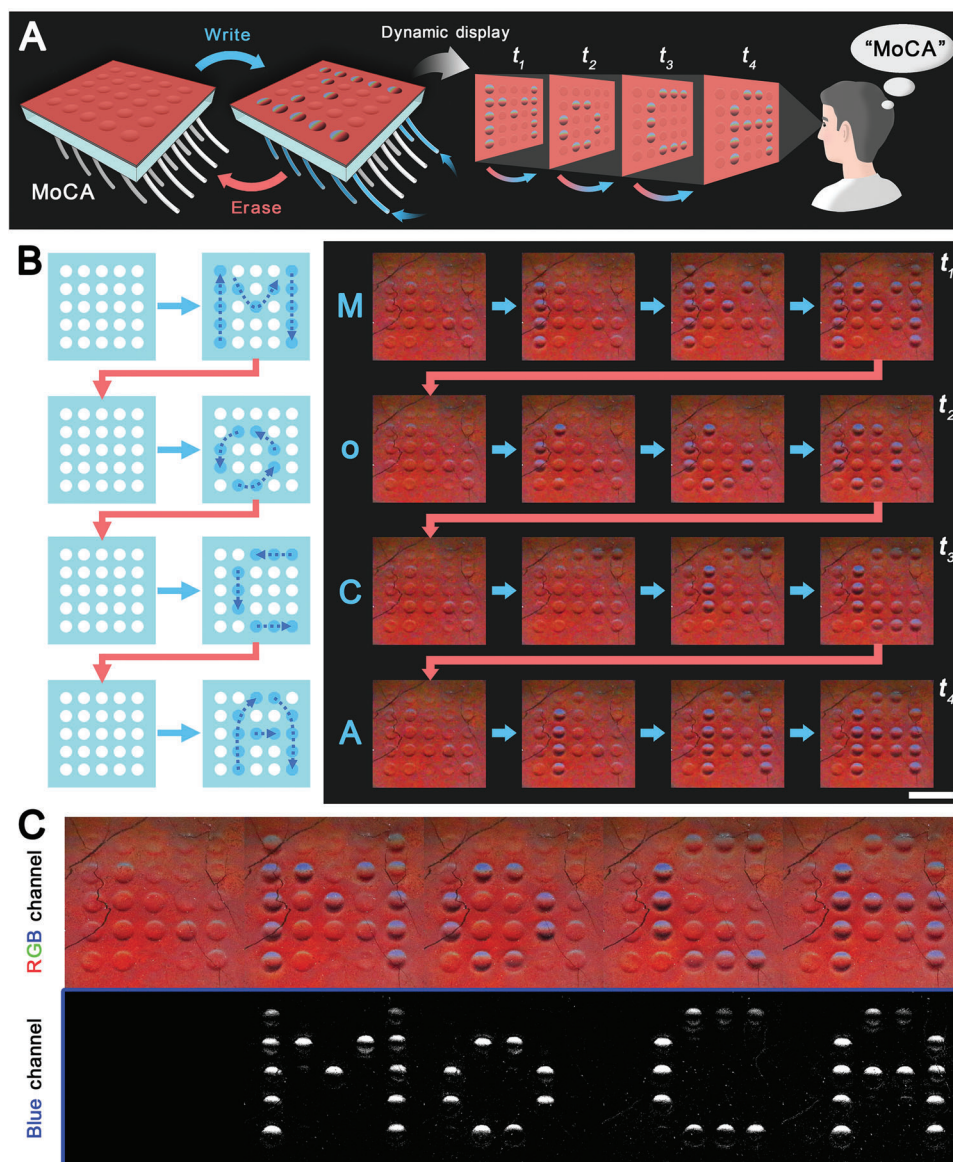 A
Write
Dynamic display
t1
t2
t3
t4
“MoCA”
MoCA
Erase
B
M
t1
o
t2
C
t3
A
t4
C
RGB channel
Blue channel